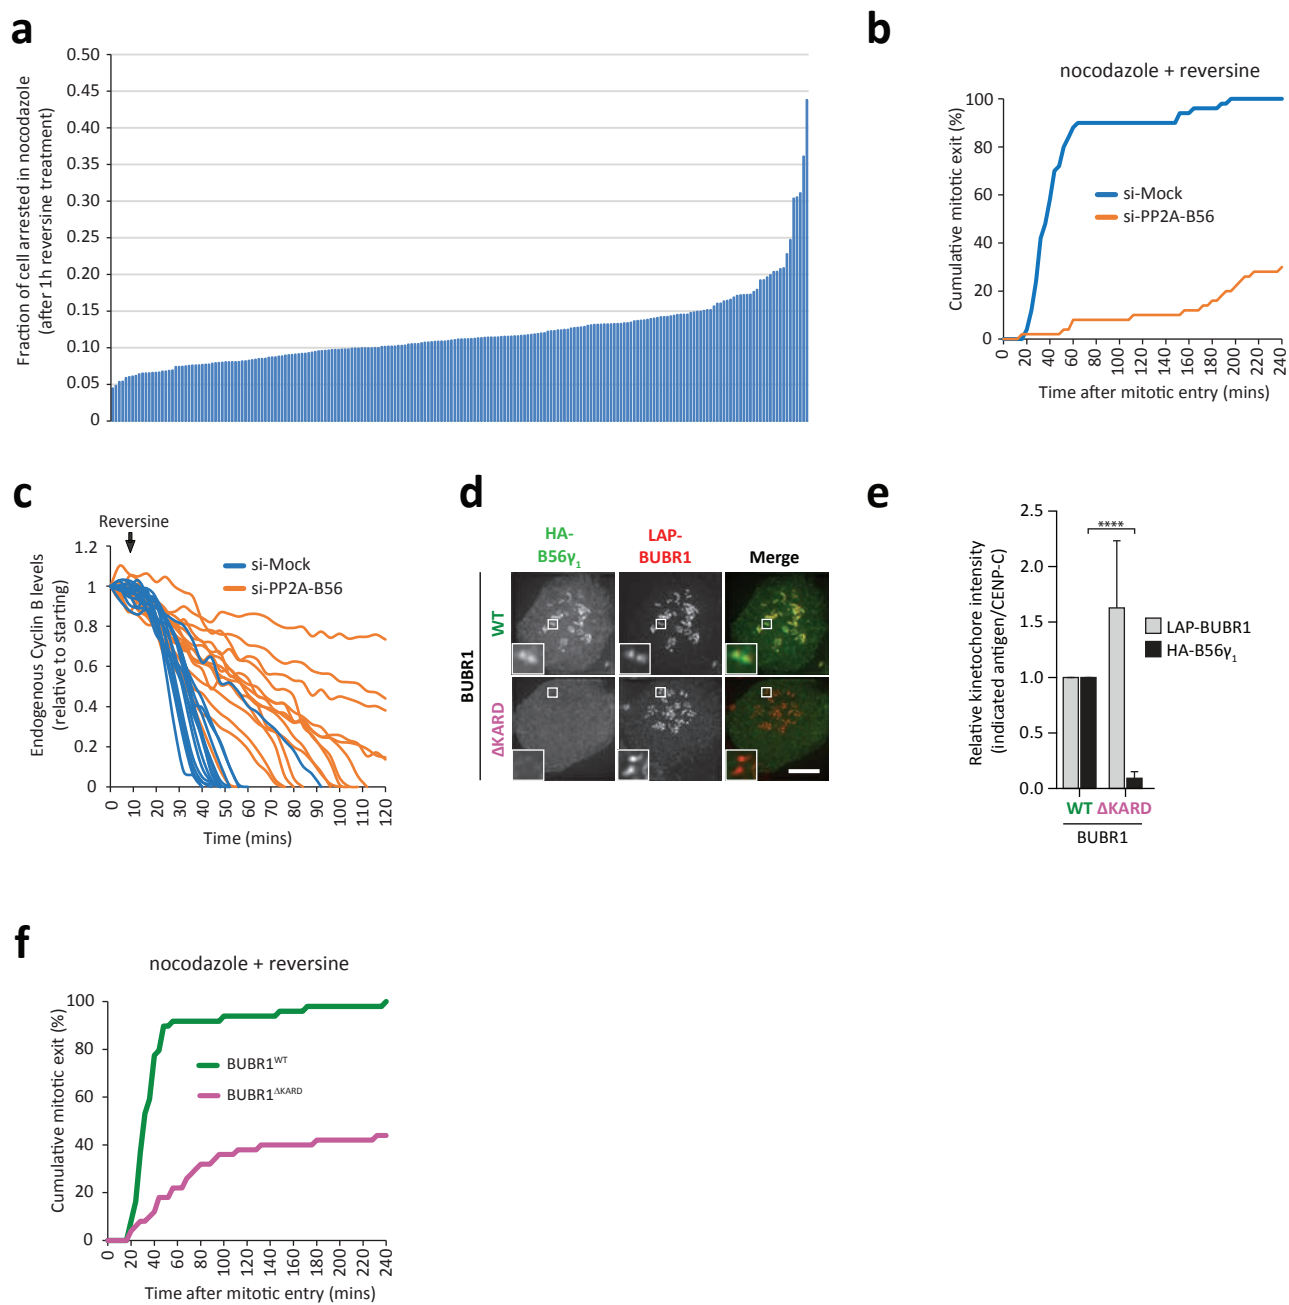 a
0.50
0.45
0.40
0.35
0.30
0.25
0.20
0.15
0.10
0.05
0
Fraction of cell arrested in nocodazole
(after 1h reversine treatment)
b
nocodazole + reversine
100
80
60
40
20
0
Cumulative mitotic exit (%)
si-Mock
si-PP2A-B56
0
20
40
60
80
100
120
140
160
180
200
220
240
Time after mitotic entry (mins)
c
Reversine
1.2
1
0.8
0.6
0.4
0.2
0
Endogenous Cyclin B levels
(relative to starting)
si-Mock
si-PP2A-B56
0
10
20
30
40
50
60
70
80
90
100
110
120
Time (mins)
d
HA-
B56γ₁
LAP-
BUBR1
Merge
BUBR1
WT
ΔKARD
e
2.5
2.0
1.5
1.0
0.5
0.0
Relative kinetochore intensity
(indicated antigen/CENP-C)
****
LAP-BUBR1
HA-B56γ₁
WT ΔKARD
BUBR1
f
nocodazole + reversine
100
80
60
40
20
0
Cumulative mitotic exit (%)
BUBR1^WT
BUBR1^ΔKARD
0
20
40
60
80
100
120
140
160
180
200
220
240
Time after mitotic entry (mins)